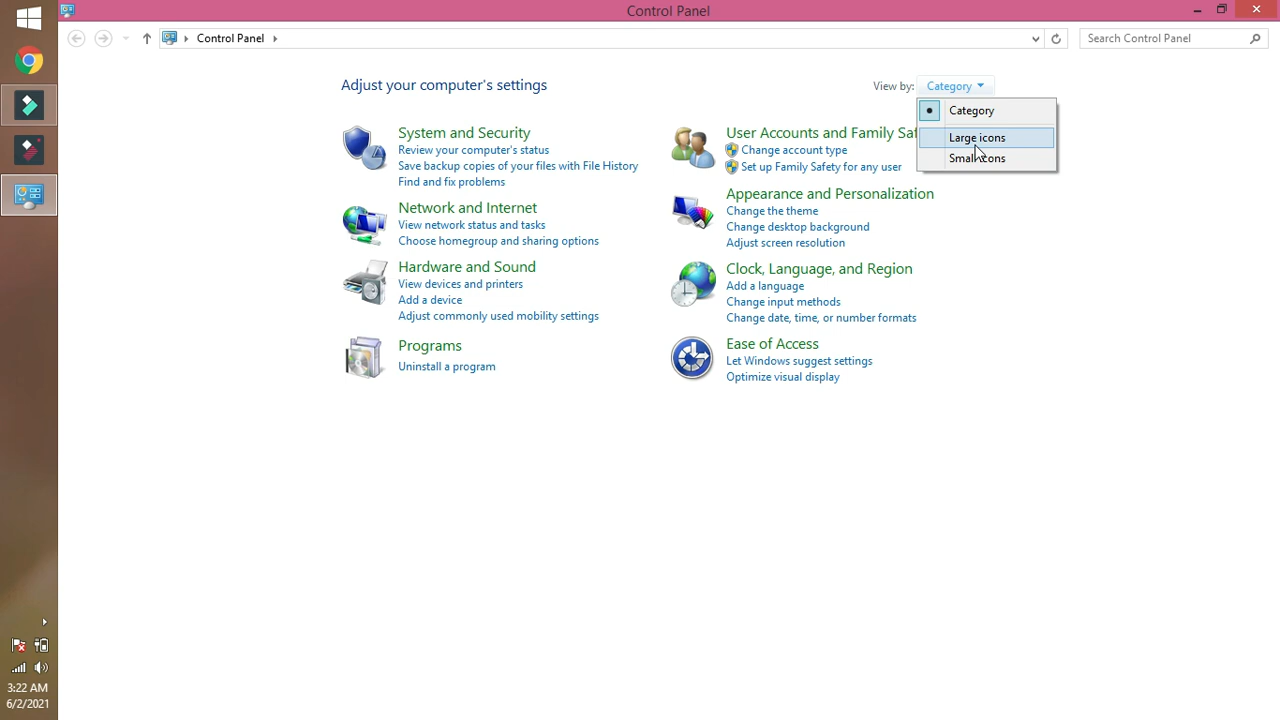 Control Panel
Control Panel
Search Control Panel
Adjust your computer's settings
View by: Category
Category
Large icons
Small icons
System and Security
Review your computer's status
Save backup copies of your files with File History
Find and fix problems
Network and Internet
View network status and tasks
Choose homegroup and sharing options
Hardware and Sound
View devices and printers
Add a device
Adjust commonly used mobility settings
Programs
Uninstall a program
User Accounts and Family Saf
Change account type
Set up Family Safety for any user
Appearance and Personalization
Change the theme
Change desktop background
Adjust screen resolution
Clock, Language, and Region
Add a language
Change input methods
Change date, time, or number formats
Ease of Access
Let Windows suggest settings
Optimize visual display
3:22 AM
6/2/2021